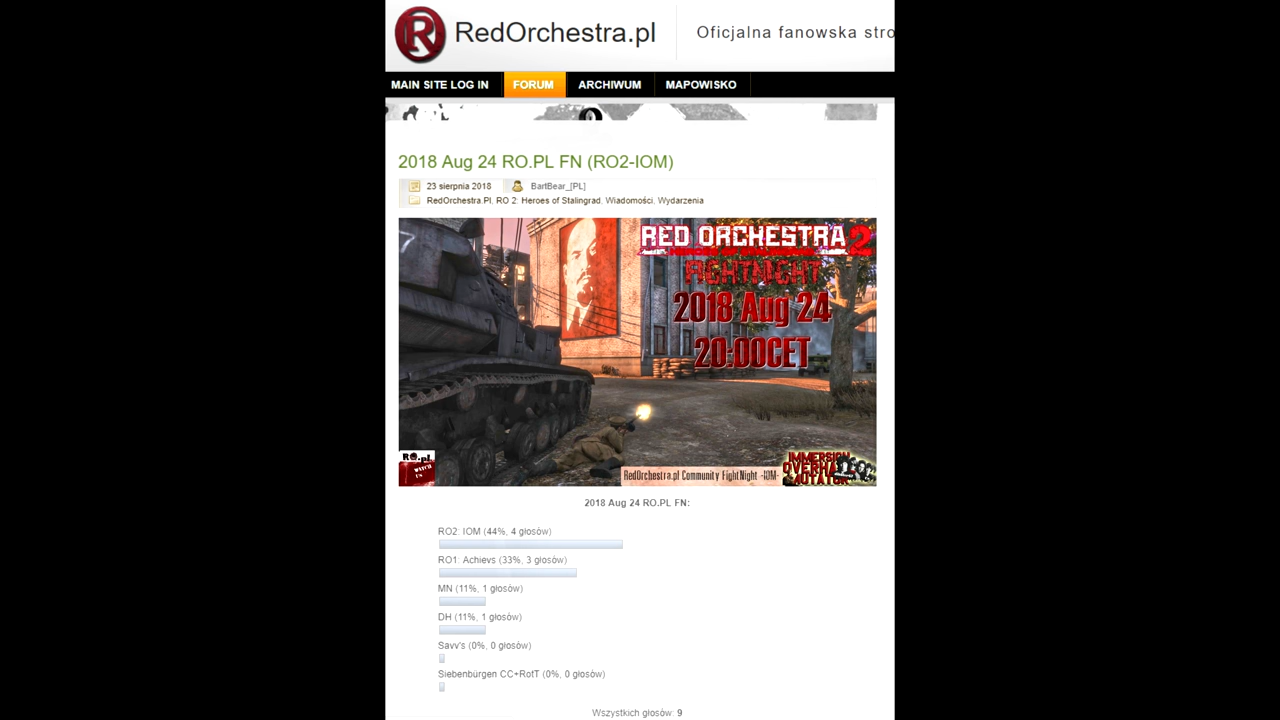 RedOrchestra.pl
Oficjalna fanowska stro
MAIN SITE LOG IN FORUM ARCHIWUM MAPOWISKO
2018 Aug 24 RO.PL FN (RO2-IOM)
23 sierpnia 2018 BartBear_[PL]
RedOrchestra.Pl, RO 2: Heroes of Stalingrad, Wiadomości, Wydarzenia
RED ORCHESTRA 2
FIGHTNIGHT
2018 Aug 24
20:00CET
RO.pl
WATCH
US
RedOrchestra.pl Community FightNight -IOM-
IMMERSION
OVERHAUL
MUTATOR
2018 Aug 24 RO.PL FN:
RO2: IOM (44%, 4 głosów)
RO1: Achievs (33%, 3 głosów)
MN (11%, 1 głosów)
DH (11%, 1 głosów)
Savv's (0%, 0 głosów)
Siebenbürgen CC+RotT (0%, 0 głosów)
Wszystkich głosów: 9